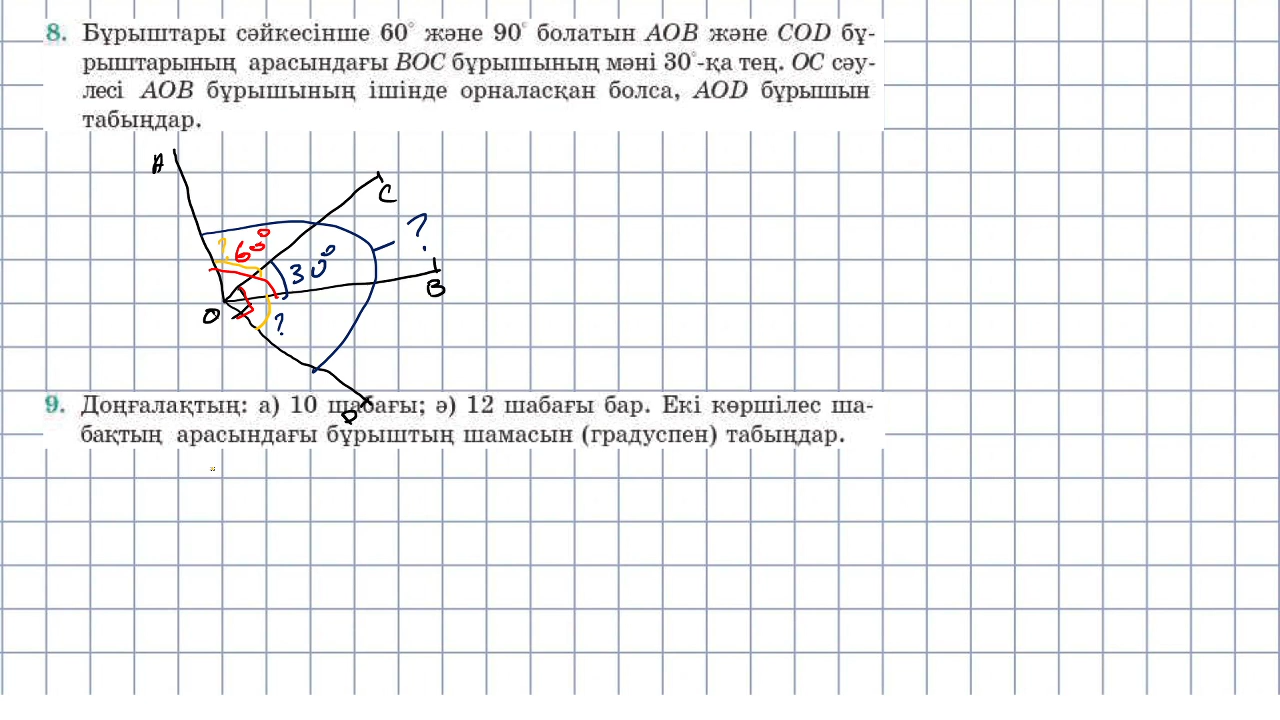 8. Бұрыштары сәйкесінше 60° және 90° болатын AOB және COD бұ-
рыштарының арасындағы BOC бұрышының мәні 30°-қа тең. OC сәу-
лесі AOB бұрышының ішінде орналасқан болса, AOD бұрышын
табыңдар.
A
C
?
? 60°
30°
B
O
?
D
9. Доңғалақтың: а) 10 шабағы; ә) 12 шабағы бар. Екі көршілес ша-
бақтың арасындағы бұрыштың шамасын (градуспен) табыңдар.